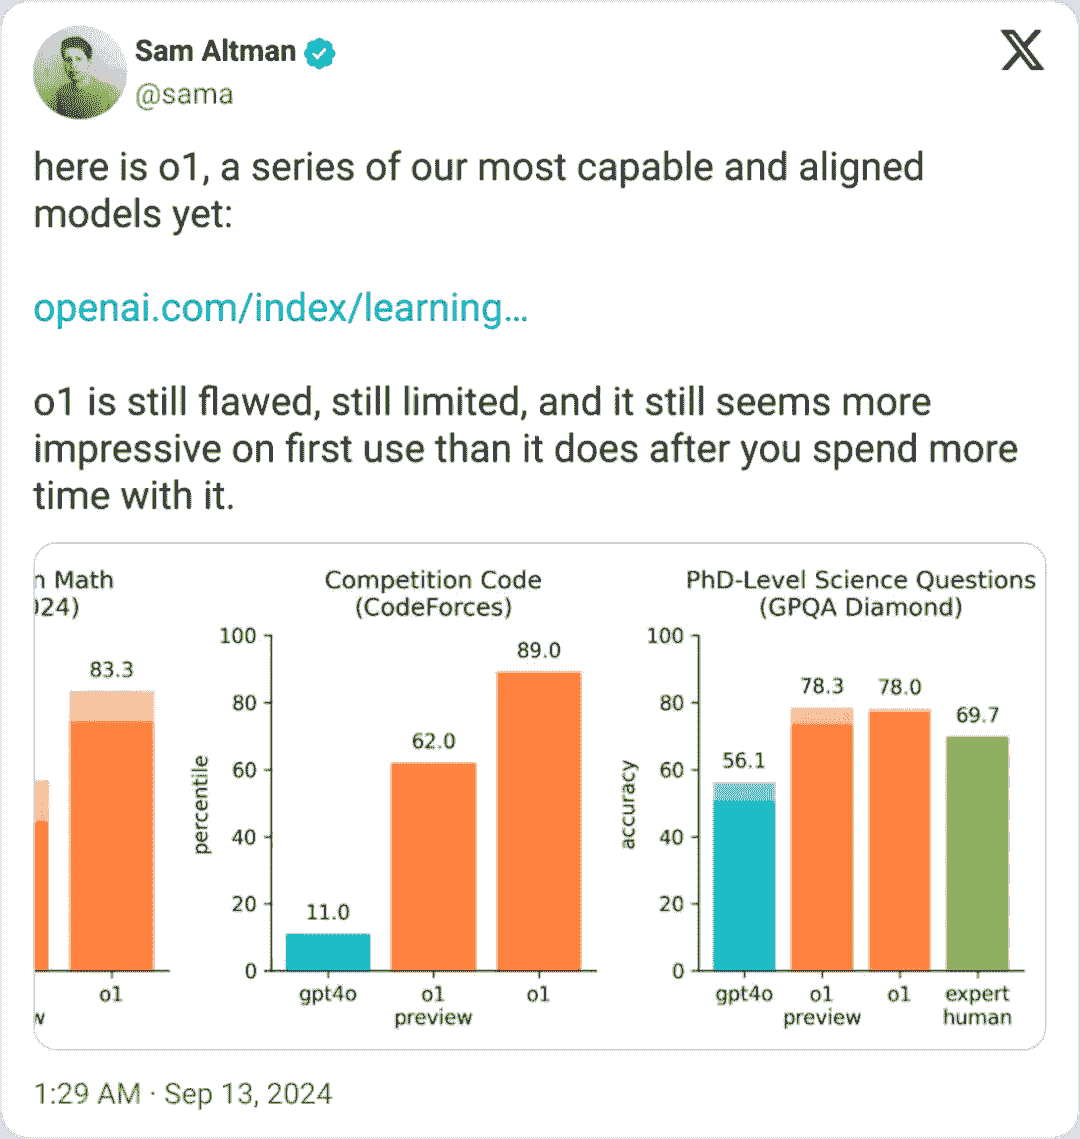 Sam Altman
@sama
here is o1, a series of our most capable and aligned
models yet:
openai.com/index/learning…
o1 is still flawed, still limited, and it still seems more
impressive on first use than it does after you spend more
time with it.
n Math
024)
83.3
o1
w
Competition Code
(CodeForces)
percentile
100
80
60
40
20
0
11.0
62.0
89.0
gpt4o
o1
preview
o1
PhD-Level Science Questions
(GPQA Diamond)
accuracy
100
80
60
40
20
0
56.1
78.3
78.0
69.7
gpt4o
o1
preview
o1
expert
human
1:29 AM · Sep 13, 2024